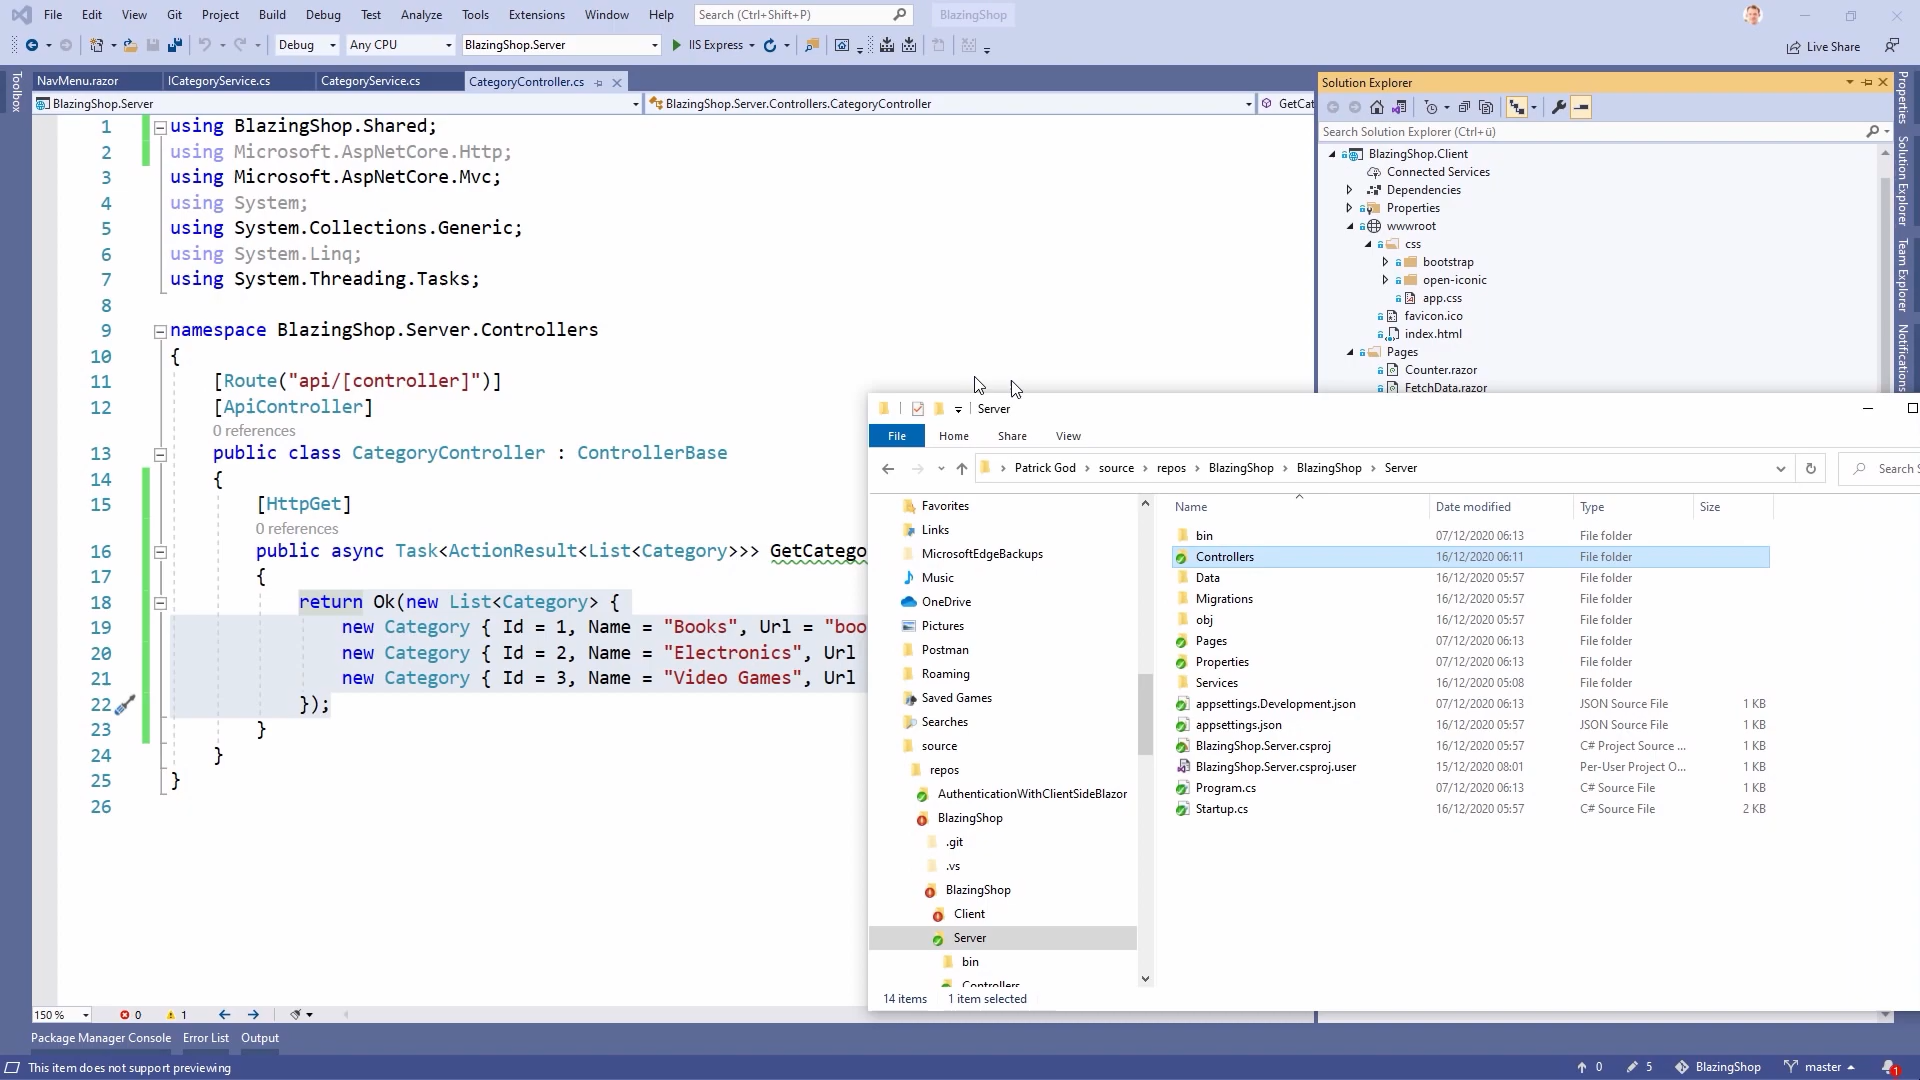 File Edit View Git Project Build Debug Test Analyze Tools Extensions Window Help Search (Ctrl+Shift+P) BlazingShop
Debug Any CPU BlazingShop.Server IIS Express Live Share
Toolbox
NavMenu.razor ICategoryService.cs CategoryService.cs CategoryController.cs
BlazingShop.Server BlazingShop.Server.Controllers.CategoryController GetCat
1 using BlazingShop.Shared;
2 using Microsoft.AspNetCore.Http;
3 using Microsoft.AspNetCore.Mvc;
4 using System;
5 using System.Collections.Generic;
6 using System.Linq;
7 using System.Threading.Tasks;
8
9 namespace BlazingShop.Server.Controllers
10 {
11 [Route("api/[controller]")]
12 [ApiController]
0 references
13 public class CategoryController : ControllerBase
14 {
15 [HttpGet]
0 references
16 public async Task<ActionResult<List<Category>>> GetCatego
17 {
18 return Ok(new List<Category> {
19 new Category { Id = 1, Name = "Books", Url = "boo
20 new Category { Id = 2, Name = "Electronics", Url
21 new Category { Id = 3, Name = "Video Games", Url
22 });
23 }
24 }
25 }
26
150 % 0 1
Package Manager Console Error List Output
This item does not support previewing
0 5 BlazingShop master 1
Solution Explorer
Search Solution Explorer (Ctrl+ü)
BlazingShop.Client
Connected Services
Dependencies
Properties
wwwroot
css
bootstrap
open-iconic
app.css
favicon.ico
index.html
Pages
Counter.razor
FetchData.razor
Properties
Solution Explorer
Team Explorer
Notifications
Server
File Home Share View
Patrick God source repos BlazingShop BlazingShop Server Search
Favorites
Links
MicrosoftEdgeBackups
Music
OneDrive
Pictures
Postman
Roaming
Saved Games
Searches
source
repos
AuthenticationWithClientSideBlazor
BlazingShop
.git
.vs
BlazingShop
Client
Server
bin
Controllers
Name Date modified Type Size
bin 07/12/2020 06:13 File folder
Controllers 16/12/2020 06:11 File folder
Data 16/12/2020 05:57 File folder
Migrations 16/12/2020 05:57 File folder
obj 16/12/2020 05:57 File folder
Pages 07/12/2020 06:13 File folder
Properties 07/12/2020 06:13 File folder
Services 16/12/2020 05:08 File folder
appsettings.Development.json 07/12/2020 06:13 JSON Source File 1 KB
appsettings.json 16/12/2020 05:57 JSON Source File 1 KB
BlazingShop.Server.csproj 16/12/2020 05:57 C# Project Source ... 1 KB
BlazingShop.Server.csproj.user 15/12/2020 08:01 Per-User Project O... 1 KB
Program.cs 07/12/2020 06:13 C# Source File 1 KB
Startup.cs 16/12/2020 05:57 C# Source File 2 KB
14 items 1 item selected